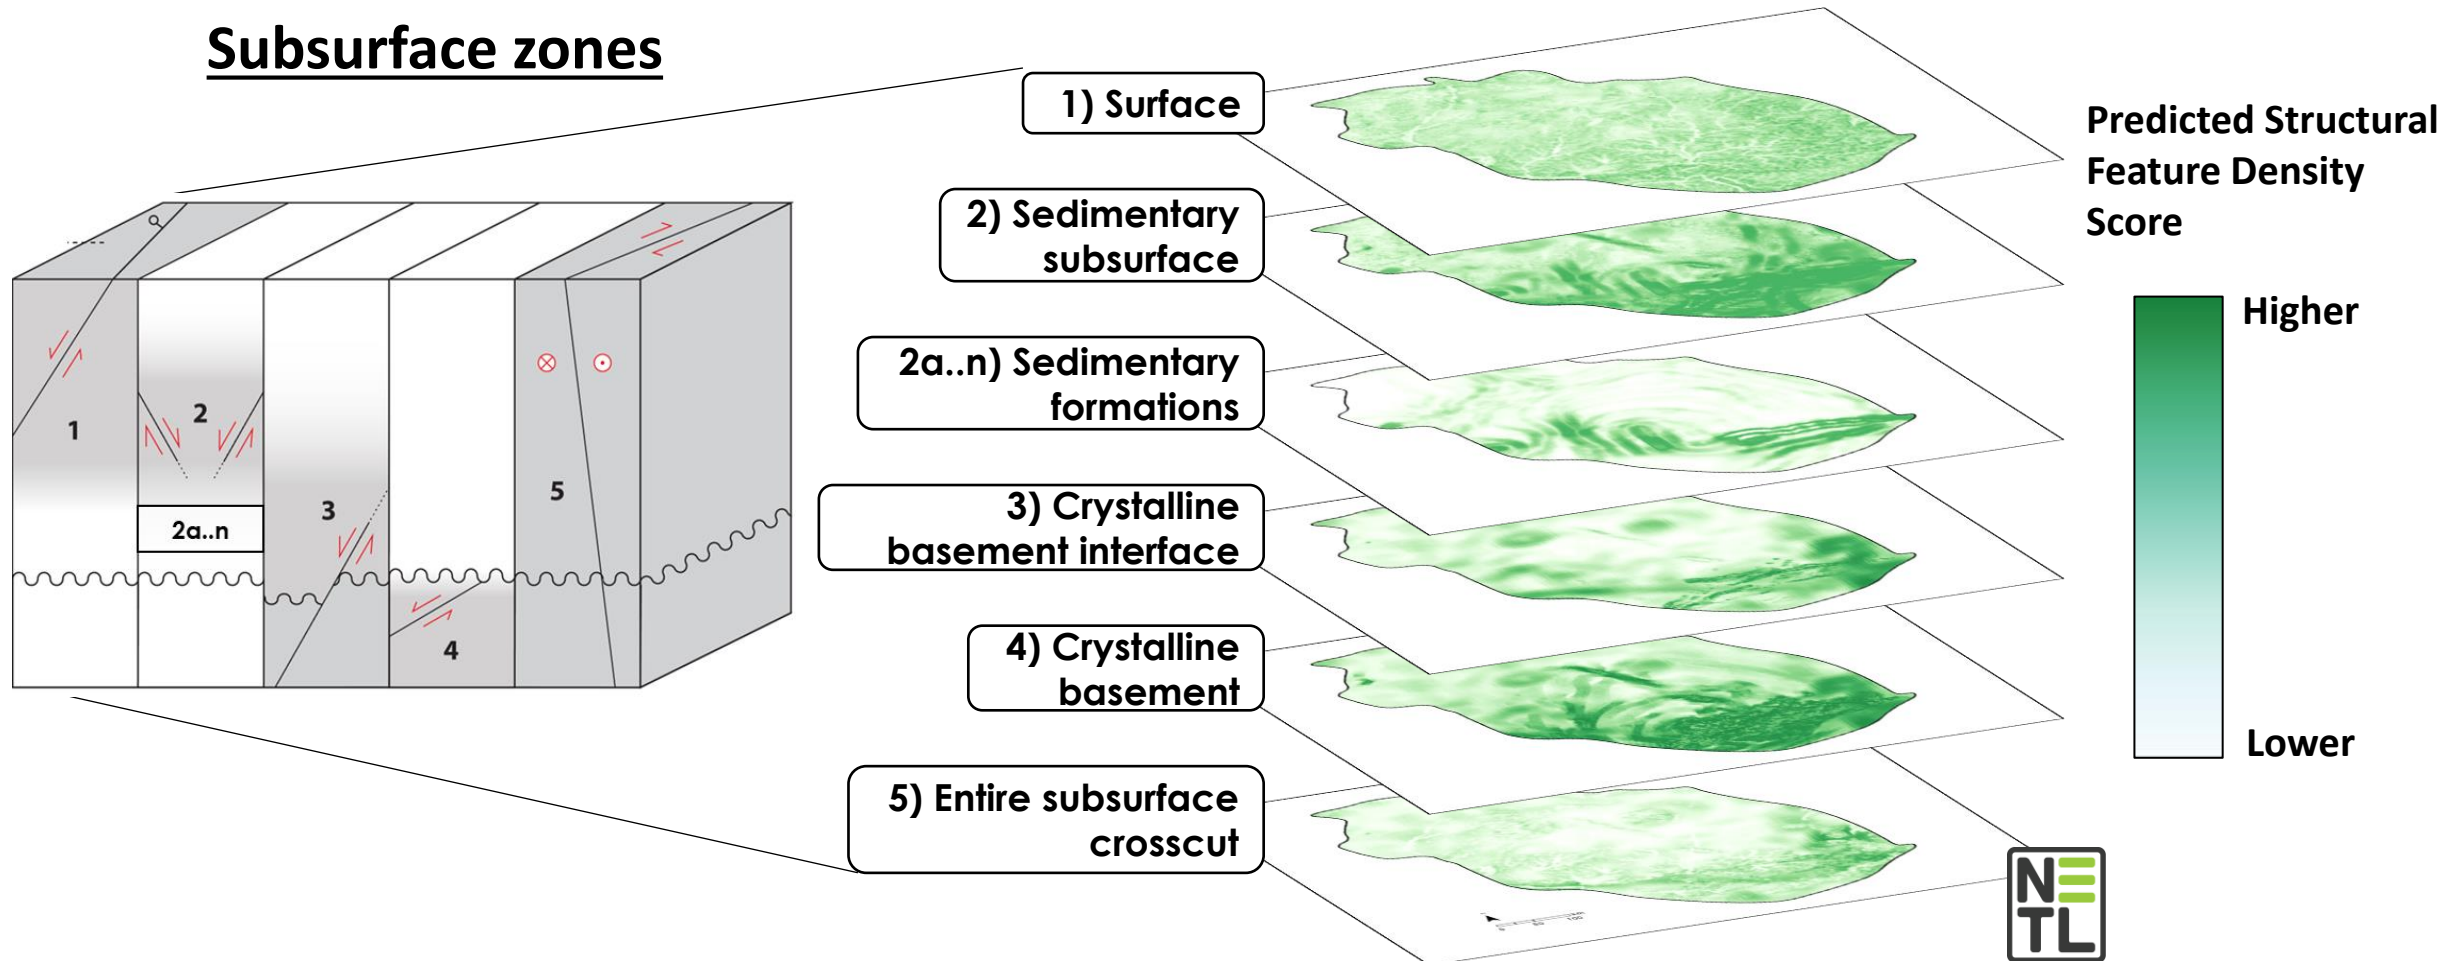 Subsurface zones
1) Surface
2) Sedimentary
subsurface
2a..n) Sedimentary
formations
3) Crystalline
basement interface
4) Crystalline
basement
5) Entire subsurface
crosscut
1
2
2a..n
3
4
5
Predicted Structural
Feature Density
Score
Higher
Lower
NE
TL